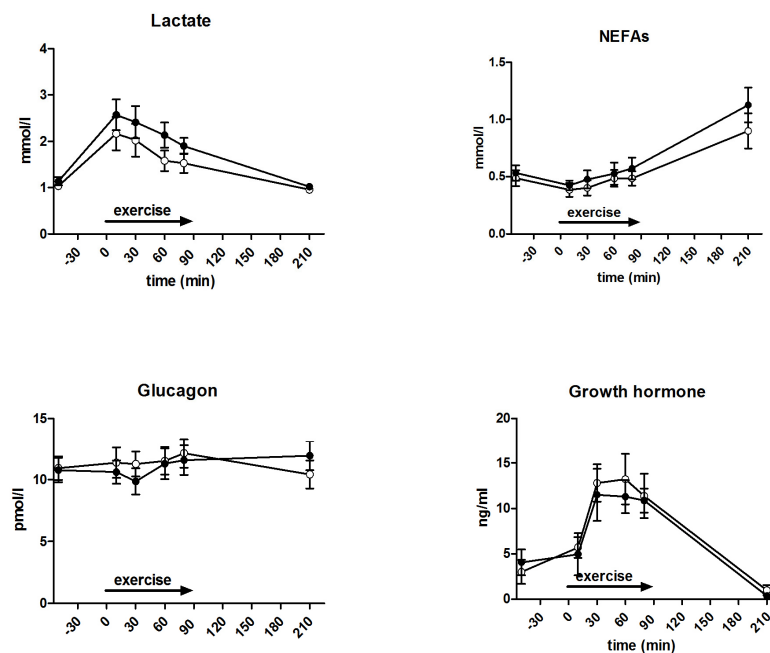 Lactate
mmol/l
4
3
2
1
0
exercise
-30 0 30 60 90 120 150 180 210
time (min)
NEFAs
mmol/l
1.5
1.0
0.5
0.0
exercise
-30 0 30 60 90 120 150 180 210
time (min)
Glucagon
pmol/l
15
10
5
0
exercise
-30 0 30 60 90 120 150 180 210
Growth hormone
ng/ml
20
15
10
5
0
exercise
-30 0 30 60 90 120 150 180 210
time (min)